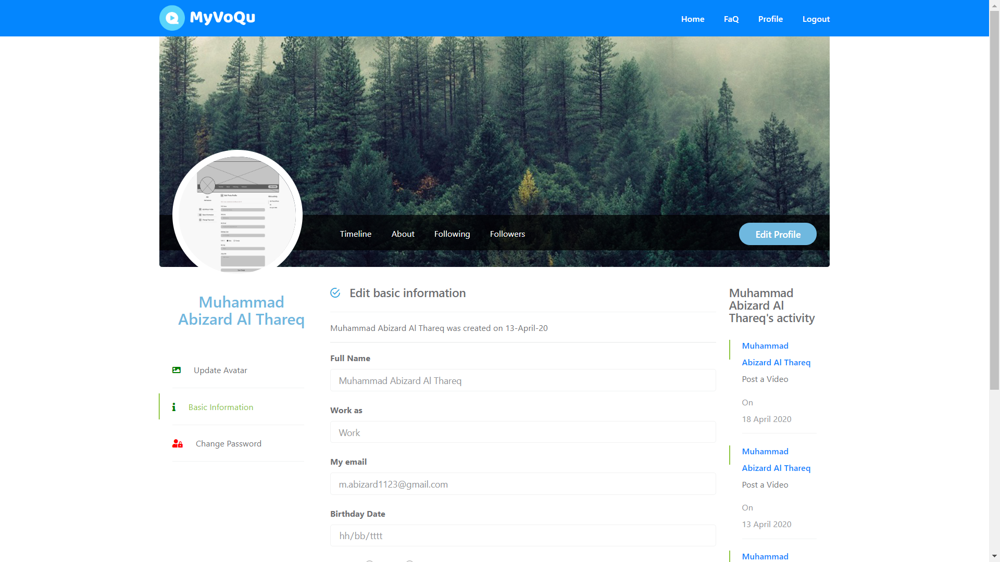 MyVoQu
Home
FaQ
Profile
Logout
Timeline
About
Following
Followers
Edit Profile
Muhammad
Abizard Al Thareq
Update Avatar
Basic Information
Change Password
Edit basic information
Muhammad Abizard Al Thareq was created on 13-April-20
Full Name
Muhammad Abizard Al Thareq
Work as
Work
My email
m.abizard1123@gmail.com
Birthday Date
hh/bb/tttt
Muhammad
Abizard Al
Thareq's activity
Muhammad
Abizard Al Thareq
Post a Video
On
18 April 2020
Muhammad
Abizard Al Thareq
Post a Video
On
13 April 2020
Muhammad